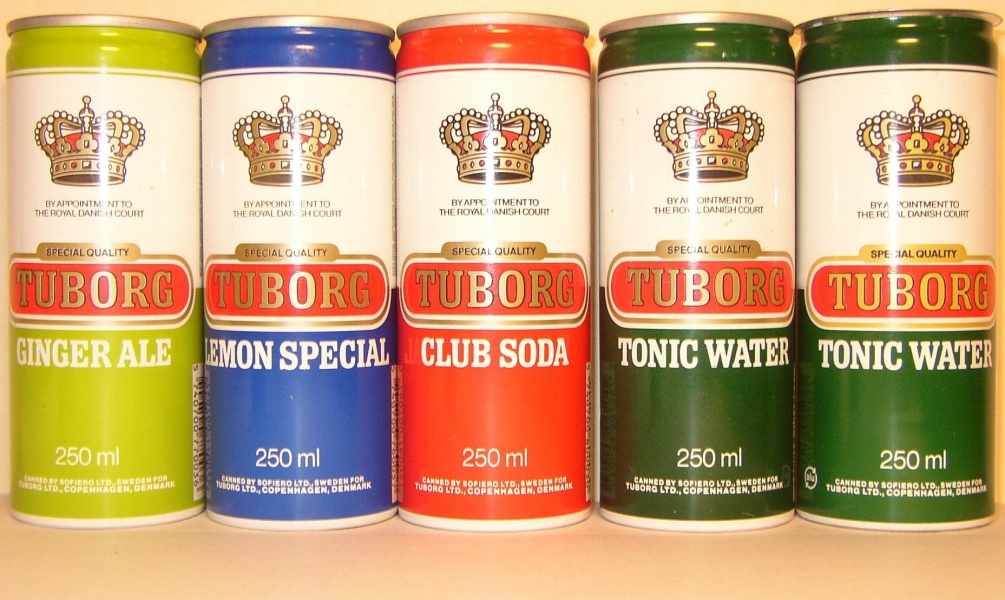 BY APPOINTMENT TO
THE ROYAL DANISH COURT
SPECIAL QUALITY
TUBORG
GINGER ALE
250 ml
CANNED BY SOFIERO LTD., SWEDEN FOR
TUBORG LTD., COPENHAGEN, DENMARK
BY APPOINTMENT TO
THE ROYAL DANISH COURT
SPECIAL QUALITY
TUBORG
LEMON SPECIAL
250 ml
CANNED BY SOFIERO LTD., SWEDEN FOR
TUBORG LTD., COPENHAGEN, DENMARK
BY APPOINTMENT TO
THE ROYAL DANISH COURT
SPECIAL QUALITY
TUBORG
CLUB SODA
250 ml
CANNED BY SOFIERO LTD., SWEDEN FOR
TUBORG LTD., COPENHAGEN, DENMARK
BY APPOINTMENT TO
THE ROYAL DANISH COURT
SPECIAL QUALITY
TUBORG
TONIC WATER
250 ml
CANNED BY SOFIERO LTD., SWEDEN FOR
TUBORG LTD., COPENHAGEN, DENMARK
BY APPOINTMENT TO
THE ROYAL DANISH COURT
SPECIAL QUALITY
TUBORG
TONIC WATER
250 ml
CANNED BY SOFIERO LTD., SWEDEN FOR
TUBORG LTD., COPENHAGEN, DENMARK